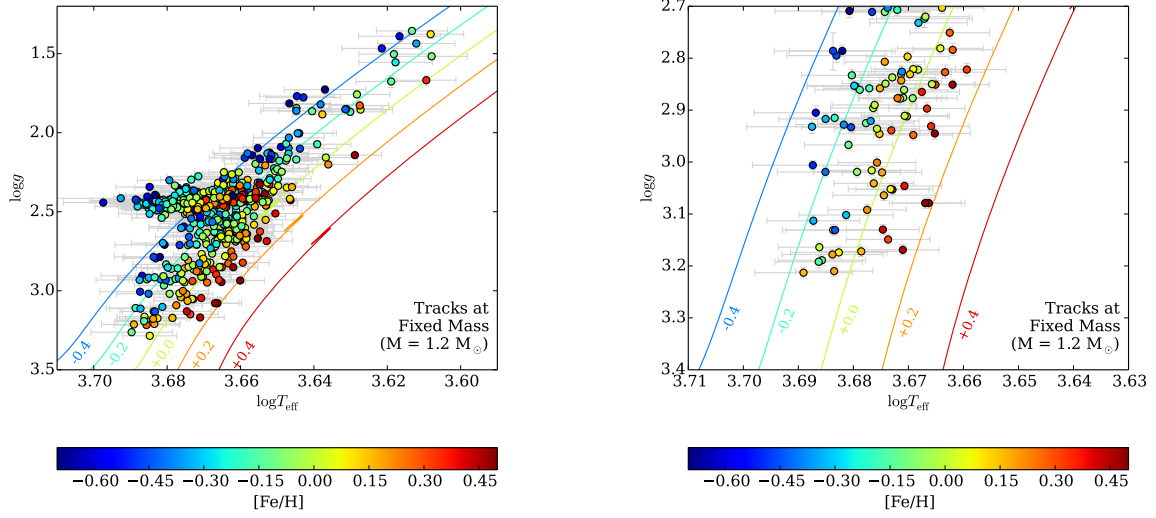 1.5
2.0
2.5
3.0
3.5
logg
3.70
3.68
3.66
3.64
3.62
3.60
logT_eff
-0.4
-0.2
+0.0
+0.2
+0.4
Tracks at
Fixed Mass
(M = 1.2 M_⊙)
−0.60 −0.45 −0.30 −0.15 0.00 0.15 0.30 0.45
[Fe/H]
2.7
2.8
2.9
3.0
3.1
3.2
3.3
3.4
logg
3.71
3.70
3.69
3.68
3.67
3.66
3.65
3.64
3.63
logT_eff
-0.4
-0.2
+0.0
+0.2
+0.4
Tracks at
Fixed Mass
(M = 1.2 M_⊙)
−0.60 −0.45 −0.30 −0.15 0.00 0.15 0.30 0.45
[Fe/H]